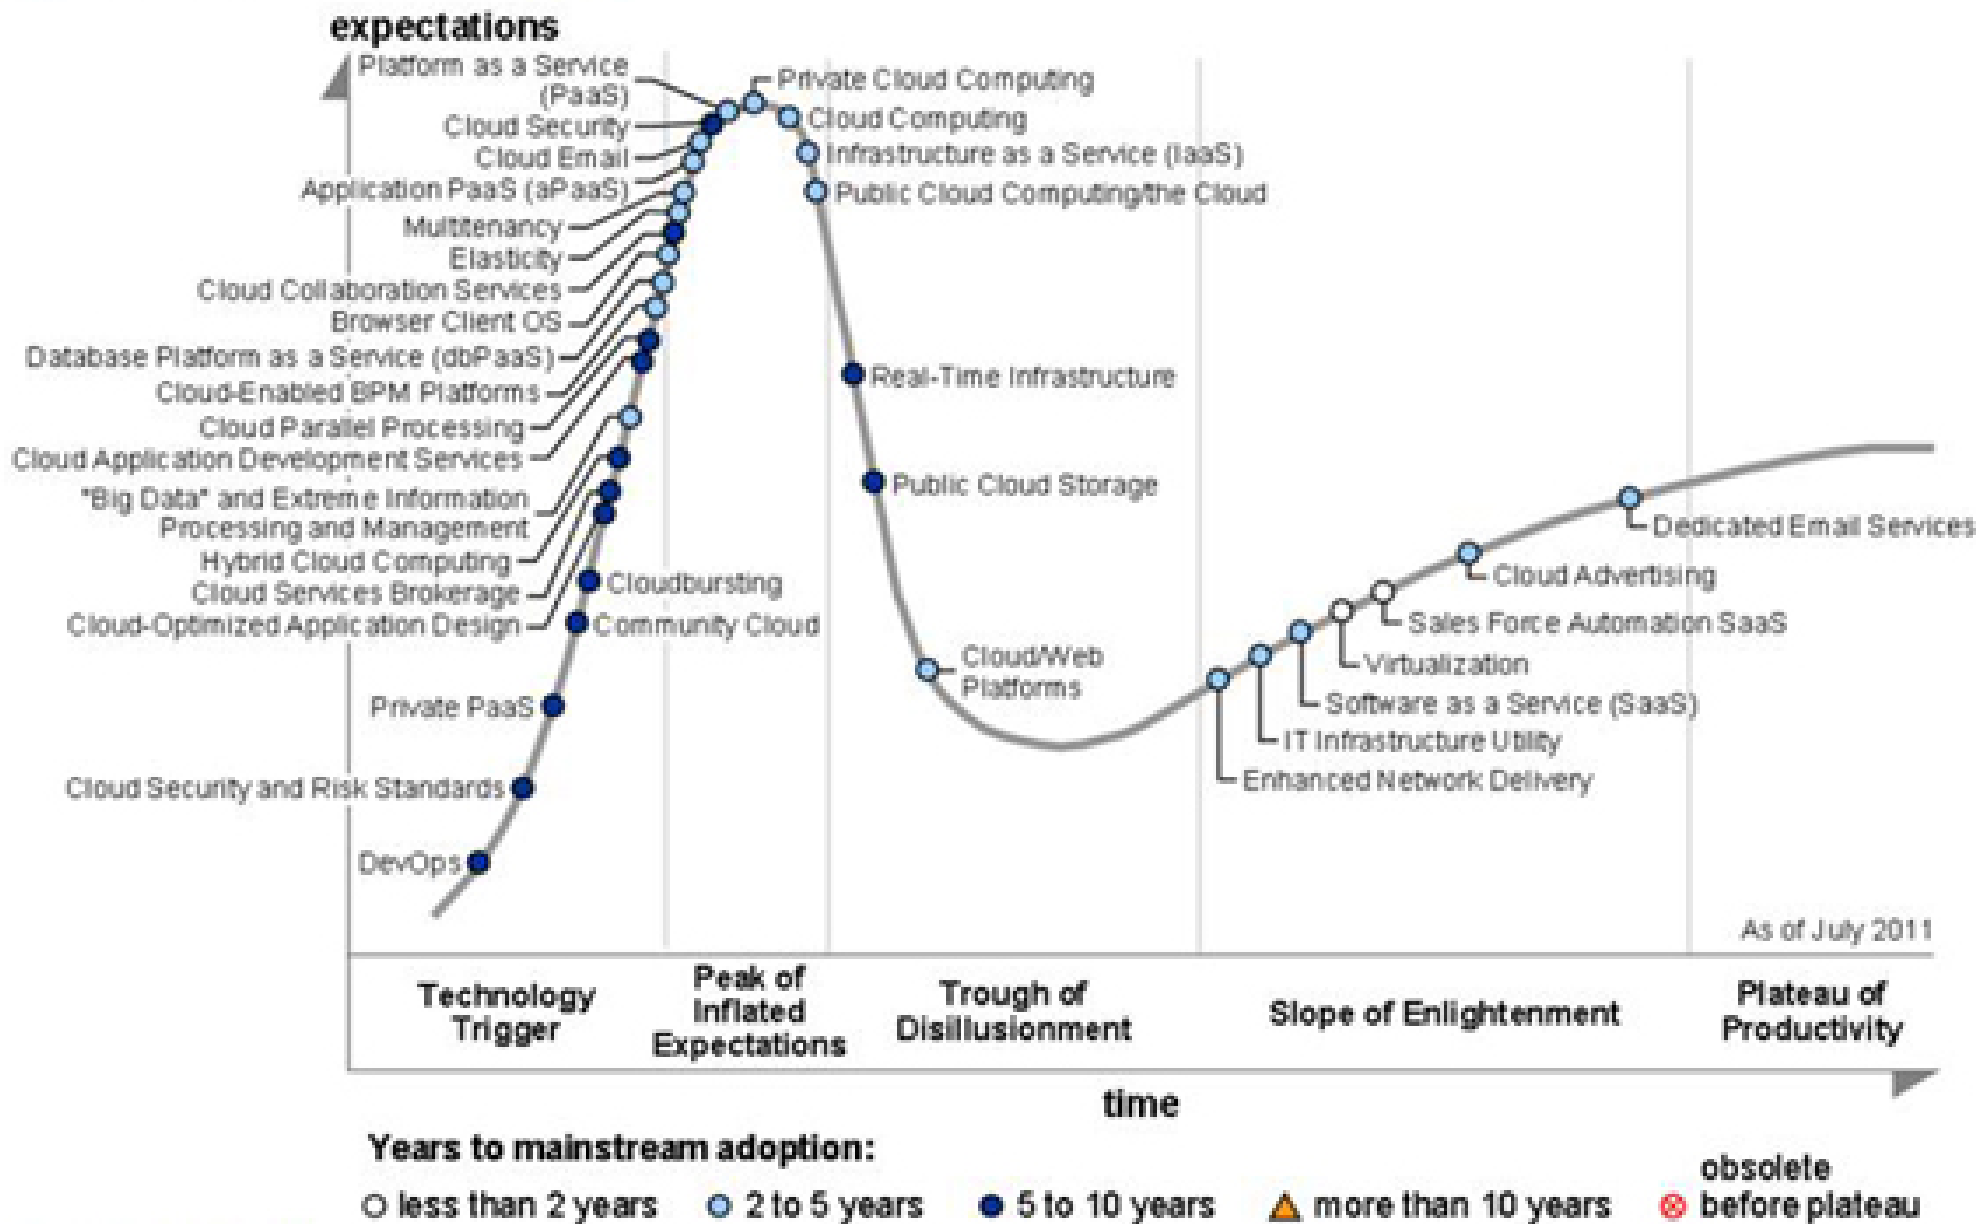 expectations
Platform as a Service
(PaaS)
Cloud Security
Cloud Email
Application PaaS (aPaaS)
Multitenancy
Elasticity
Cloud Collaboration Services
Browser Client OS
Database Platform as a Service (dbPaaS)
Cloud-Enabled BPM Platforms
Cloud Parallel Processing
Cloud Application Development Services
"Big Data" and Extreme Information
Processing and Management
Hybrid Cloud Computing
Cloud Services Brokerage
Cloud-Optimized Application Design
Cloudbursting
Community Cloud
Private PaaS
Cloud Security and Risk Standards
DevOps
Private Cloud Computing
Cloud Computing
Infrastructure as a Service (IaaS)
Public Cloud Computing/the Cloud
Real-Time Infrastructure
Public Cloud Storage
Cloud/Web
Platforms
Dedicated Email Services
Cloud Advertising
Sales Force Automation SaaS
Virtualization
Software as a Service (SaaS)
IT Infrastructure Utility
Enhanced Network Delivery
As of July 2011
Technology
Trigger
Peak of
Inflated
Expectations
Trough of
Disillusionment
Slope of Enlightenment
Plateau of
Productivity
time
Years to mainstream adoption:
less than 2 years
2 to 5 years
5 to 10 years
more than 10 years
obsolete
before plateau